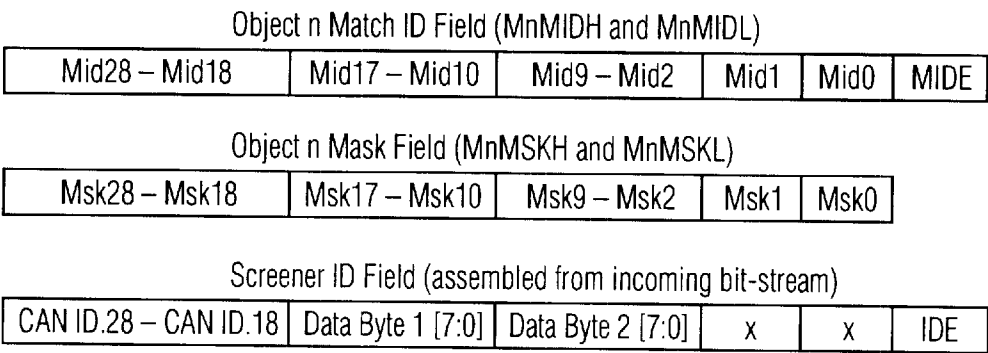 Object n Match ID Field (MnMIDH and MnMIDL)
Mid28 – Mid18 Mid17 – Mid10 Mid9 – Mid2 Mid1 Mid0 MIDE
Object n Mask Field (MnMSKH and MnMSKL)
Msk28 – Msk18 Msk17 – Msk10 Msk9 – Msk2 Msk1 Msk0
Screener ID Field (assembled from incoming bit-stream)
CAN ID.28 – CAN ID.18 Data Byte 1 [7:0] Data Byte 2 [7:0] x x IDE